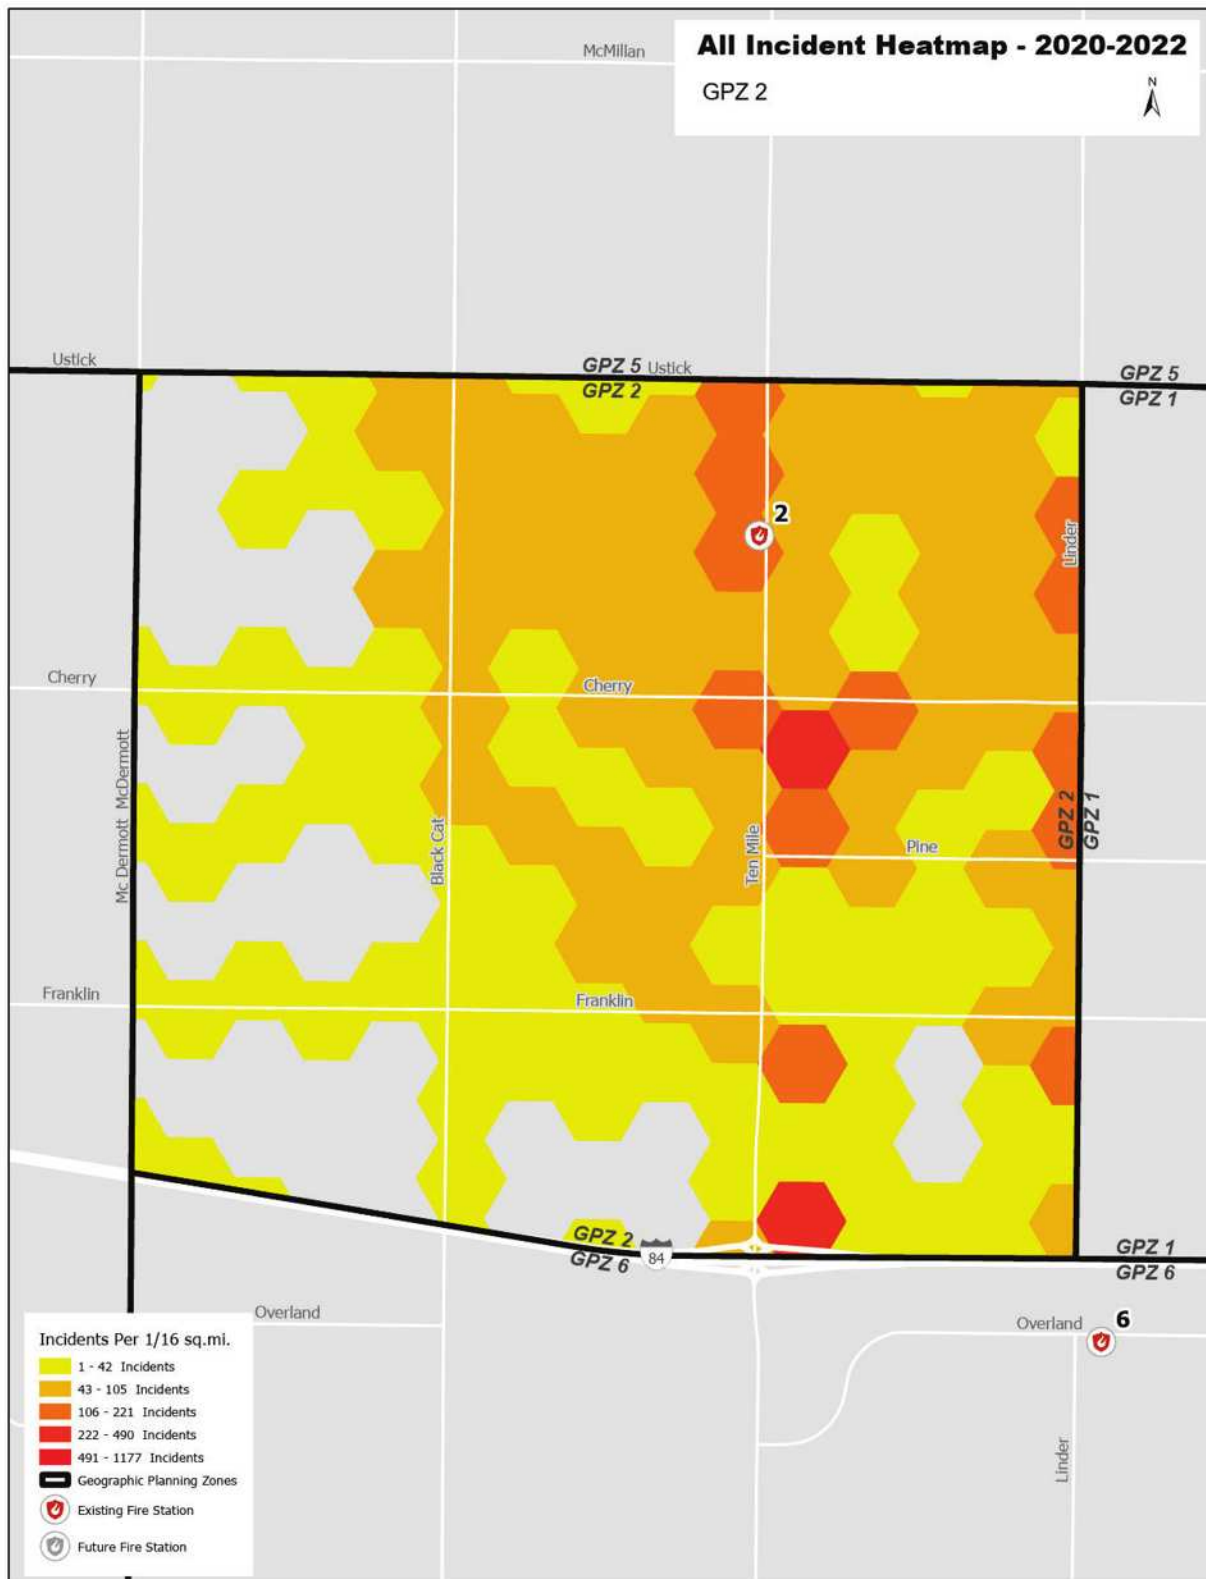 All Incident Heatmap - 2020-2022
GPZ 2
N
McMillan
Ustick
GPZ 5 Ustick
GPZ 2
GPZ 5
GPZ 1
2
Linder
Cherry
Cherry
Mc Dermott McDermott
Black Cat
Ten Mile
Pine
GPZ 2
GPZ 1
Franklin
Franklin
GPZ 2
GPZ 6
84
GPZ 1
GPZ 6
Overland
Overland
6
Linder
Incidents Per 1/16 sq.mi.
1 - 42 Incidents
43 - 105 Incidents
106 - 221 Incidents
222 - 490 Incidents
491 - 1177 Incidents
Geographic Planning Zones
Existing Fire Station
Future Fire Station